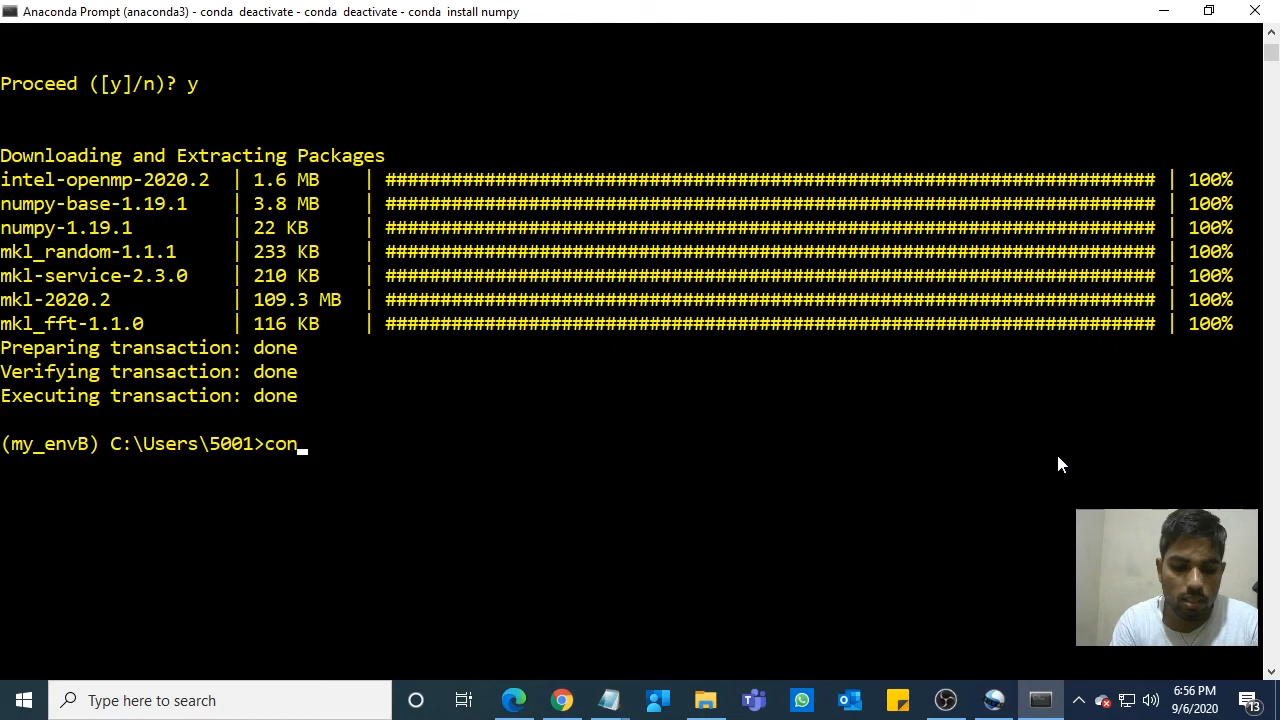 Anaconda Prompt (anaconda3) - conda  deactivate - conda  deactivate - conda  install numpy
Proceed ([y]/n)? y
Downloading and Extracting Packages
intel-openmp-2020.2  | 1.6 MB    | ###################################################################### | 100%
numpy-base-1.19.1    | 3.8 MB    | ###################################################################### | 100%
numpy-1.19.1         | 22 KB     | ###################################################################### | 100%
mkl_random-1.1.1     | 233 KB    | ###################################################################### | 100%
mkl-service-2.3.0    | 210 KB    | ###################################################################### | 100%
mkl-2020.2           | 109.3 MB  | ###################################################################### | 100%
mkl_fft-1.1.0        | 116 KB    | ###################################################################### | 100%
Preparing transaction: done
Verifying transaction: done
Executing transaction: done
(my_envB) C:\Users\5001>con_
Type here to search
6:56 PM
9/6/2020
13